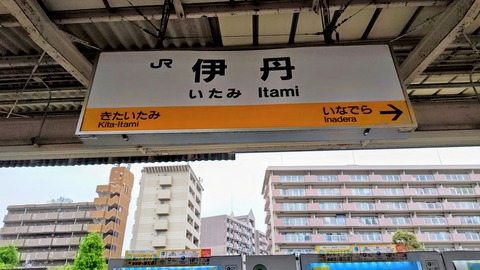 JR 伊丹
いたみ Itami
きたいたみ いなでら →
Kita-Itami Inadera